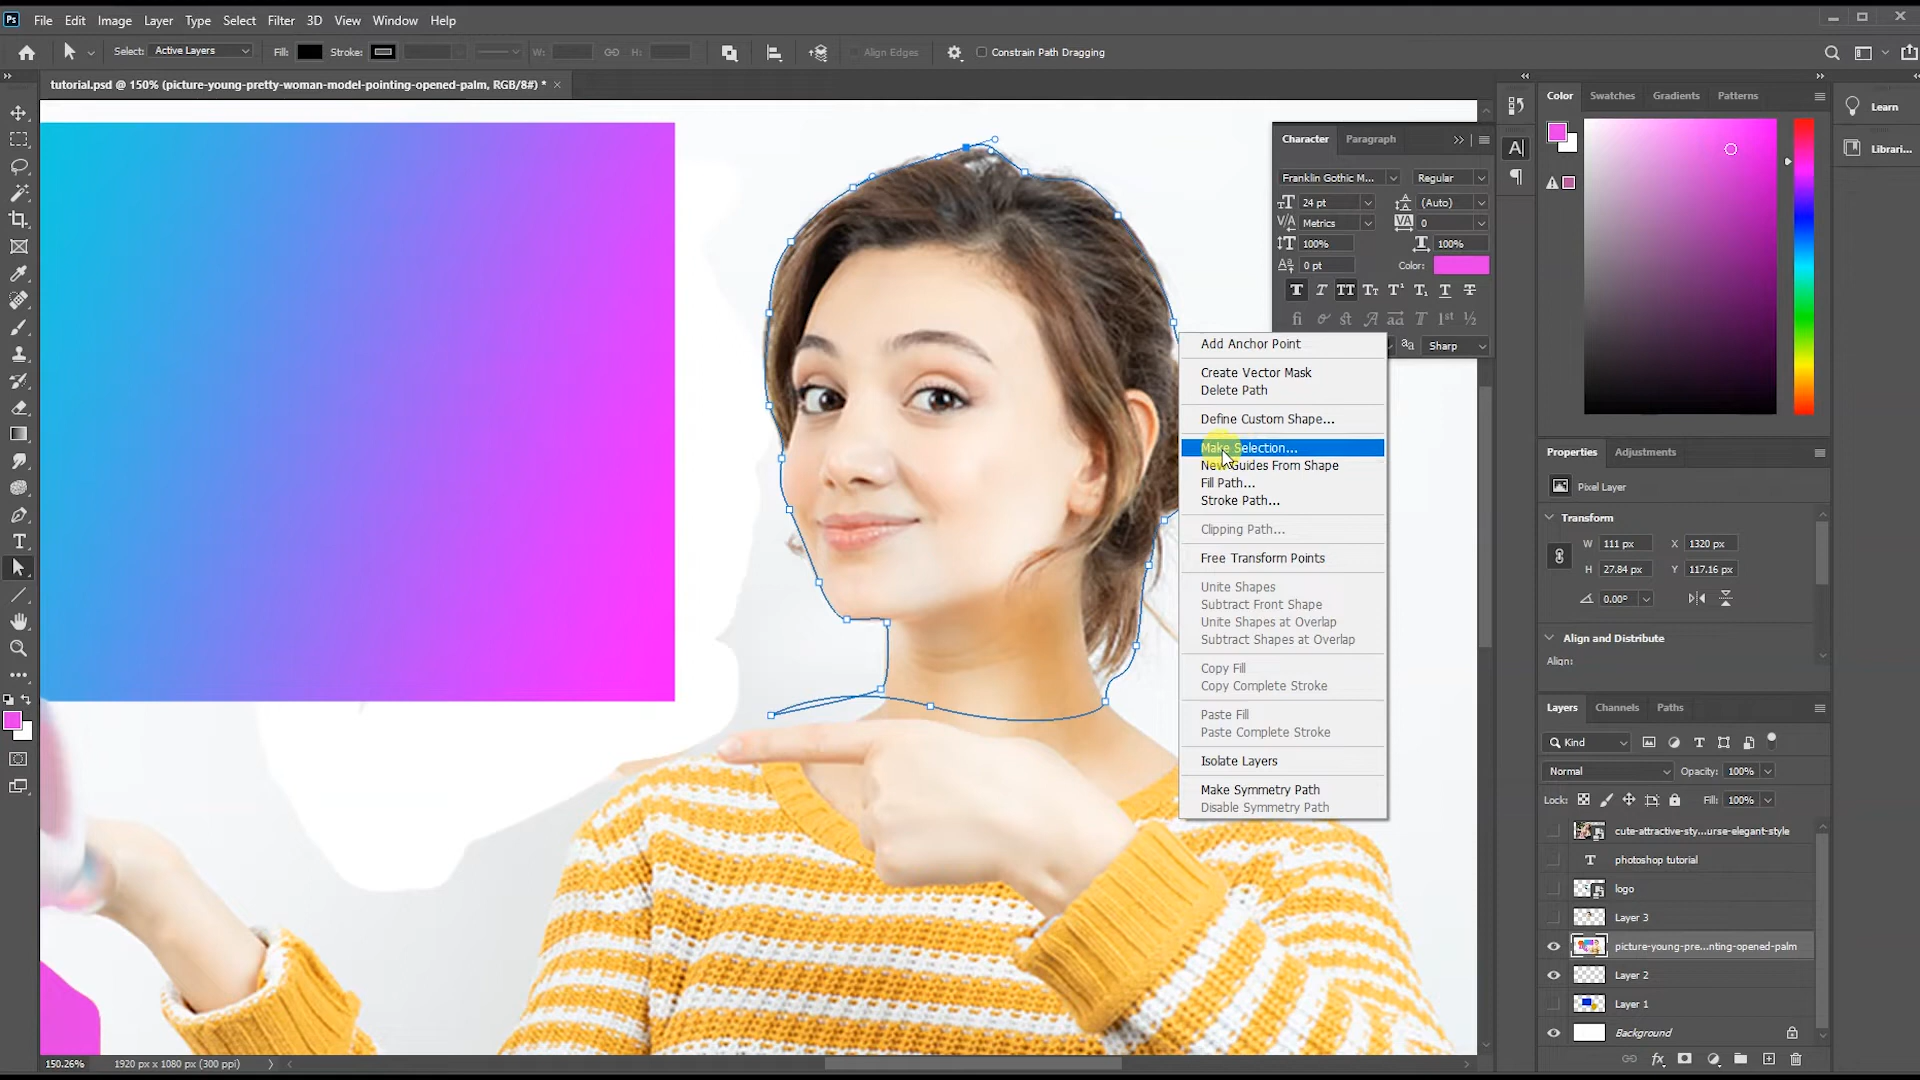 Ps File Edit Image Layer Type Select Filter 3D View Window Help
Select: Active Layers Fill: Stroke: W: H: Align Edges Constrain Path Dragging
tutorial.psd @ 150% (picture-young-pretty-woman-model-pointing-opened-palm, RGB/8#) *
Character Paragraph
Franklin Gothic M... Regular
24 pt (Auto)
Metrics 0
100% 100%
0 pt Color:
Sharp
Add Anchor Point
Create Vector Mask
Delete Path
Define Custom Shape...
Make Selection...
New Guides From Shape
Fill Path...
Stroke Path...
Clipping Path...
Free Transform Points
Unite Shapes
Subtract Front Shape
Unite Shapes at Overlap
Subtract Shapes at Overlap
Copy Fill
Copy Complete Stroke
Paste Fill
Paste Complete Stroke
Isolate Layers
Make Symmetry Path
Disable Symmetry Path
Color Swatches Gradients Patterns
Learn
Librari...
Properties Adjustments
Pixel Layer
Transform
W 111 px X 1320 px
H 27.84 px Y 117.16 px
0.00°
Align and Distribute
Align:
Layers Channels Paths
Kind
Normal Opacity: 100%
Lock: Fill: 100%
cute-attractive-sty...urse-elegant-style
photoshop tutorial
logo
Layer 3
picture-young-pre...nting-opened-palm
Layer 2
Layer 1
Background
150.26% 1920 px x 1080 px (300 ppi)